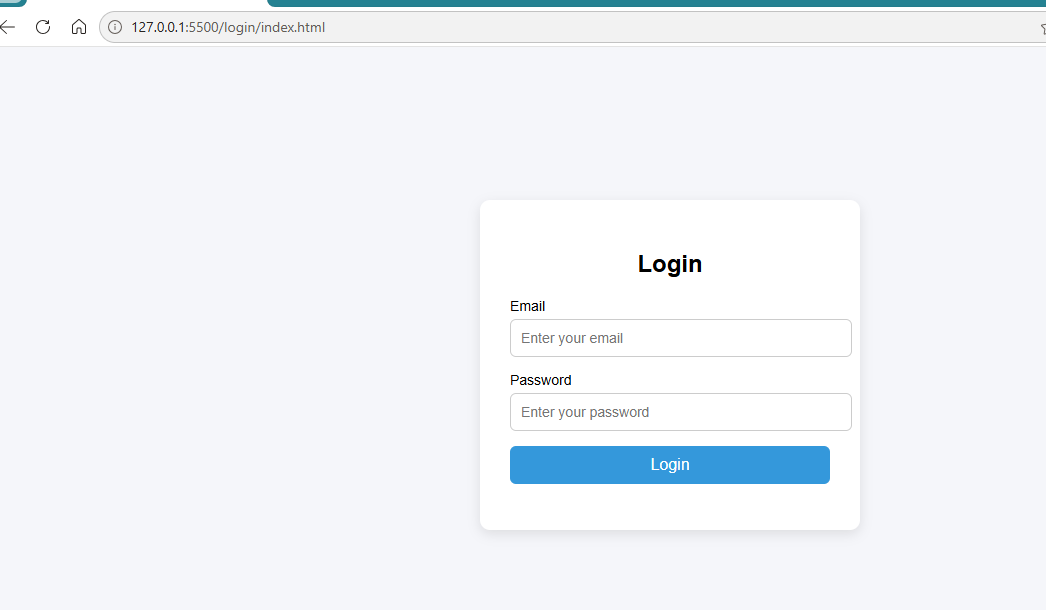 127.0.0.1:5500/login/index.html
Login
Email
Enter your email
Password
Enter your password
Login